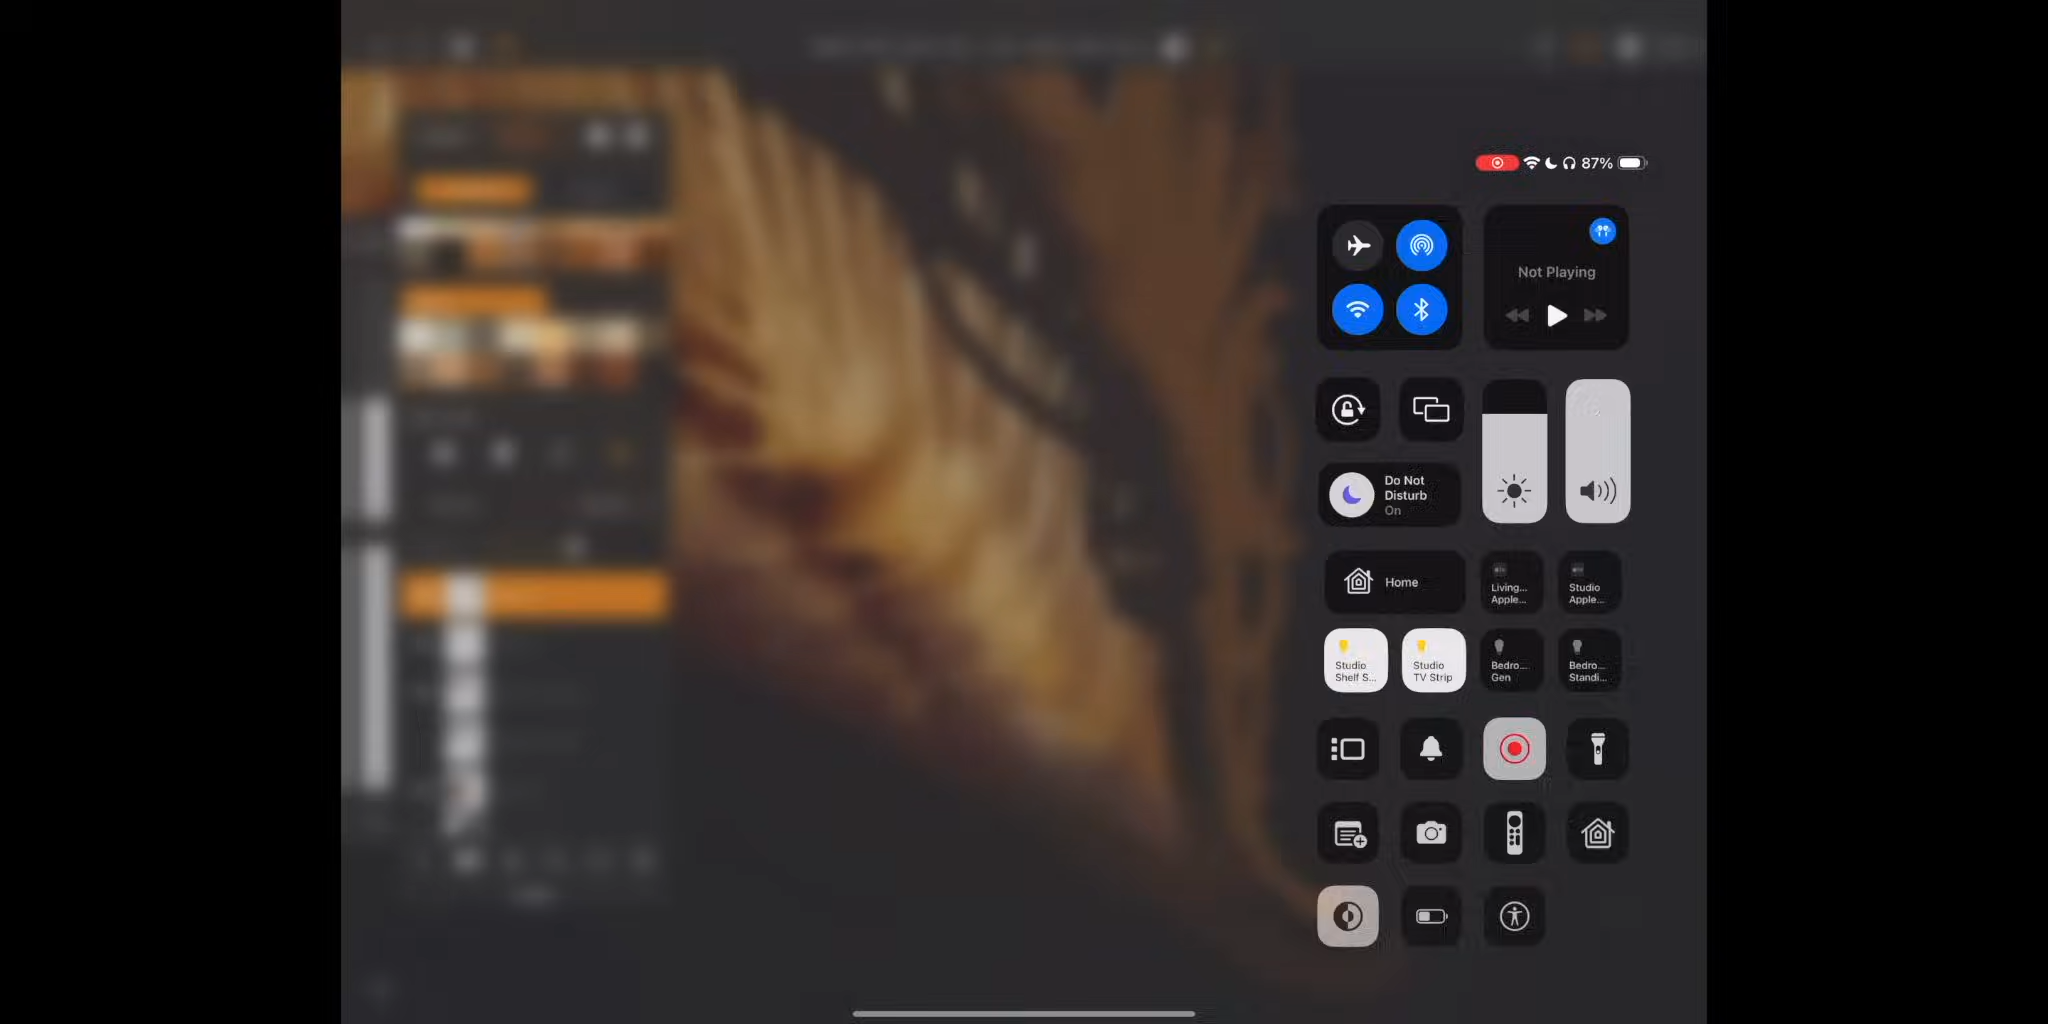 87%
Not Playing
Do Not
Disturb
On
Home
Living...
Apple...
Studio
Apple...
Studio
Shelf S...
Studio
TV Strip
Bedro...
Gen
Bedro...
Standi...